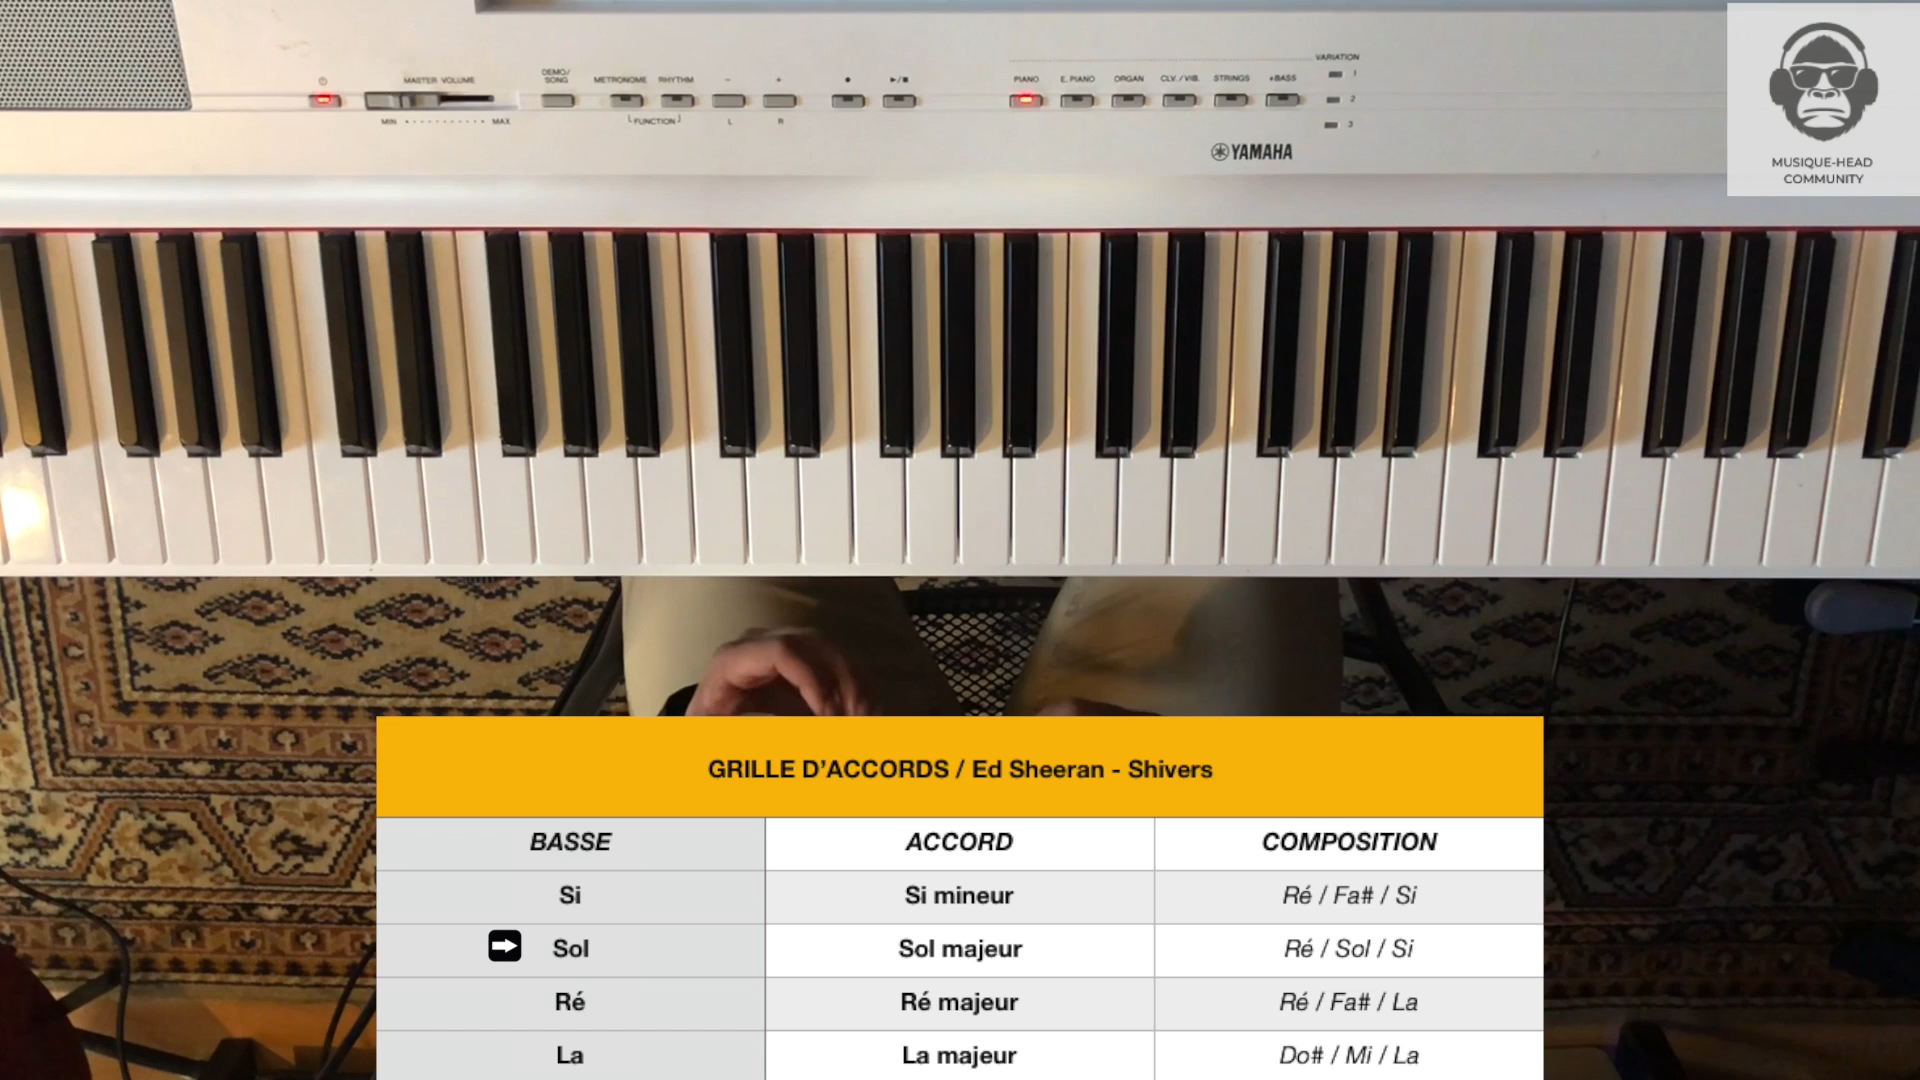 VARIATION
MASTER VOLUME
DEMO/
SONG
METRONOME
RHYTHM
−
+
PIANO
E. PIANO
ORGAN
CLV. / VIB.
STRINGS
+BASS
1
2
3
MIN
MAX
FUNCTION
L
R
YAMAHA
MUSIQUE-HEAD
COMMUNITY
GRILLE D'ACCORDS / Ed Sheeran - Shivers
BASSE ACCORD COMPOSITION
Si Si mineur Ré / Fa# / Si
Sol Sol majeur Ré / Sol / Si
Ré Ré majeur Ré / Fa# / La
La La majeur Do# / Mi / La